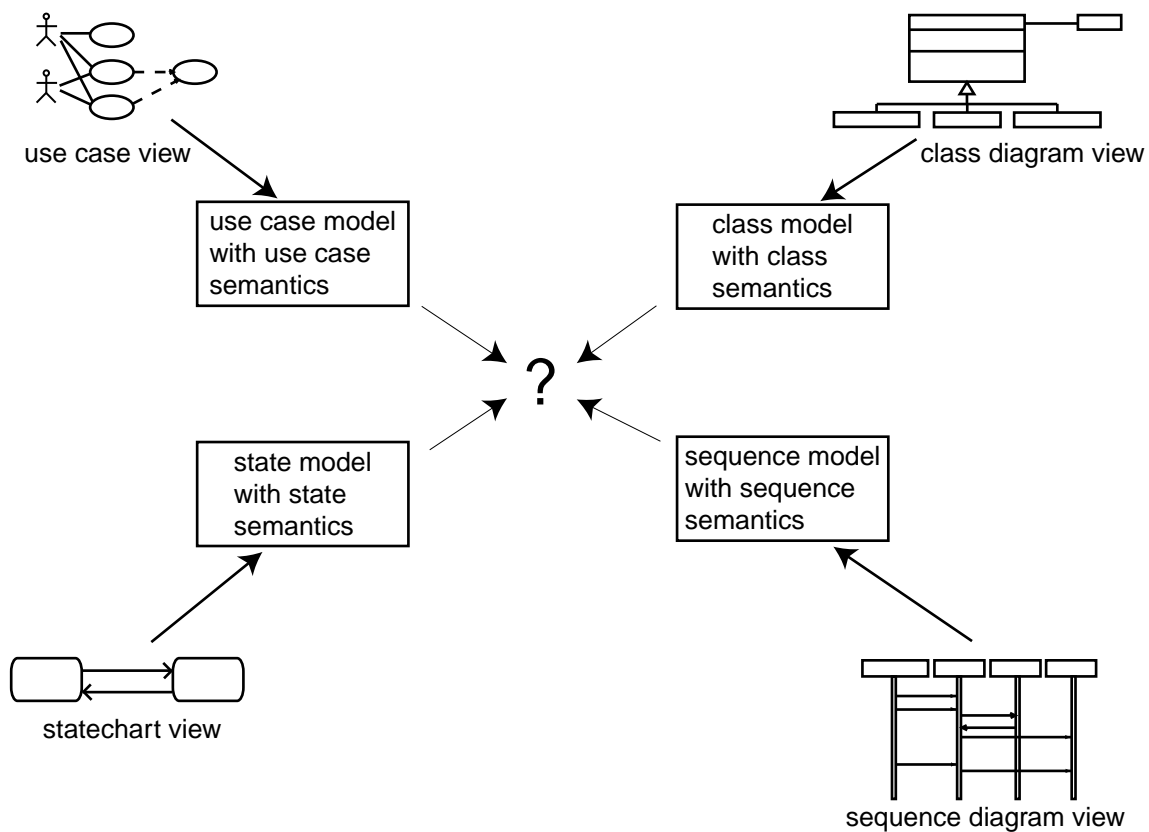 use case view
class diagram view
use case model
with use case
semantics
class model
with class
semantics
?
state model
with state
semantics
sequence model
with sequence
semantics
statechart view
sequence diagram view